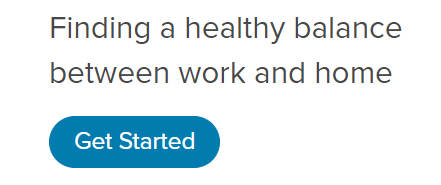 Finding a healthy balance
between work and home
Get Started